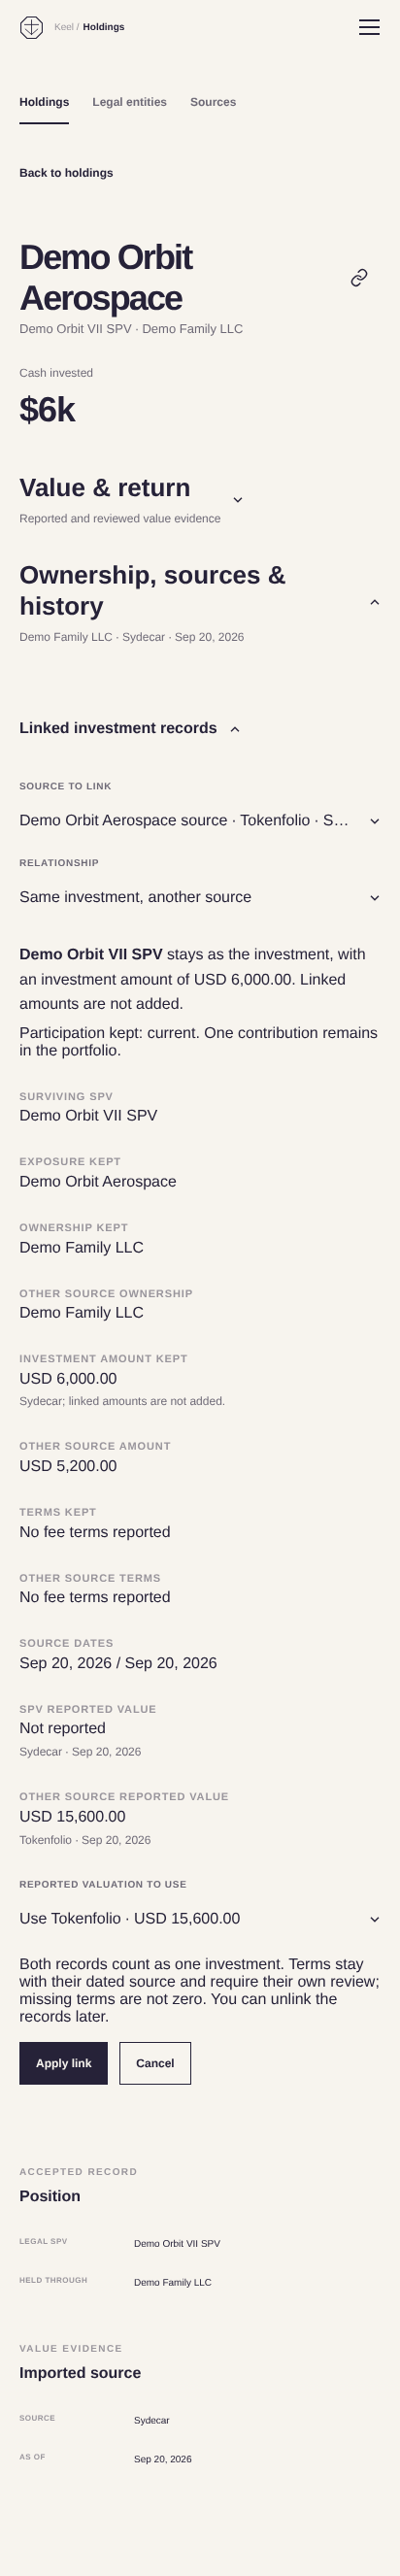 Keel / Holdings
Holdings Legal entities Sources
Back to holdings
Demo Orbit
Aerospace
Demo Orbit VII SPV · Demo Family LLC
Cash invested
$6k
Value & return
Reported and reviewed value evidence
Ownership, sources &
history
Demo Family LLC · Sydecar · Sep 20, 2026
Linked investment records
SOURCE TO LINK
Demo Orbit Aerospace source · Tokenfolio · S…
RELATIONSHIP
Same investment, another source
Demo Orbit VII SPV stays as the investment, with
an investment amount of USD 6,000.00. Linked
amounts are not added.
Participation kept: current. One contribution remains
in the portfolio.
SURVIVING SPV
Demo Orbit VII SPV
EXPOSURE KEPT
Demo Orbit Aerospace
OWNERSHIP KEPT
Demo Family LLC
OTHER SOURCE OWNERSHIP
Demo Family LLC
INVESTMENT AMOUNT KEPT
USD 6,000.00
Sydecar; linked amounts are not added.
OTHER SOURCE AMOUNT
USD 5,200.00
TERMS KEPT
No fee terms reported
OTHER SOURCE TERMS
No fee terms reported
SOURCE DATES
Sep 20, 2026 / Sep 20, 2026
SPV REPORTED VALUE
Not reported
Sydecar · Sep 20, 2026
OTHER SOURCE REPORTED VALUE
USD 15,600.00
Tokenfolio · Sep 20, 2026
REPORTED VALUATION TO USE
Use Tokenfolio · USD 15,600.00
Both records count as one investment. Terms stay
with their dated source and require their own review;
missing terms are not zero. You can unlink the
records later.
Apply link Cancel
ACCEPTED RECORD
Position
LEGAL SPV Demo Orbit VII SPV
HELD THROUGH Demo Family LLC
VALUE EVIDENCE
Imported source
SOURCE Sydecar
AS OF Sep 20, 2026